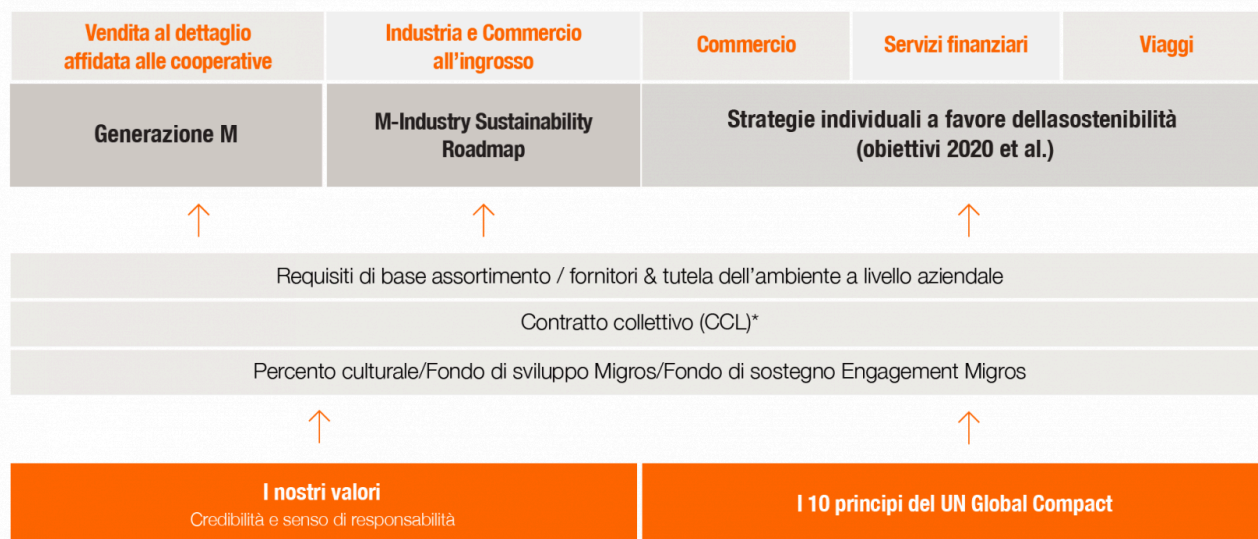 Vendita al dettaglio
affidata alle cooperative
Industria e Commercio
all'ingrosso
Commercio
Servizi finanziari
Viaggi
Generazione M
M-Industry Sustainability
Roadmap
Strategie individuali a favore dellasostenibilità
(obiettivi 2020 et al.)
Requisiti di base assortimento / fornitori & tutela dell'ambiente a livello aziendale
Contratto collettivo (CCL)*
Percento culturale/Fondo di sviluppo Migros/Fondo di sostegno Engagement Migros
I nostri valori
Credibilità e senso di responsabilità
I 10 principi del UN Global Compact